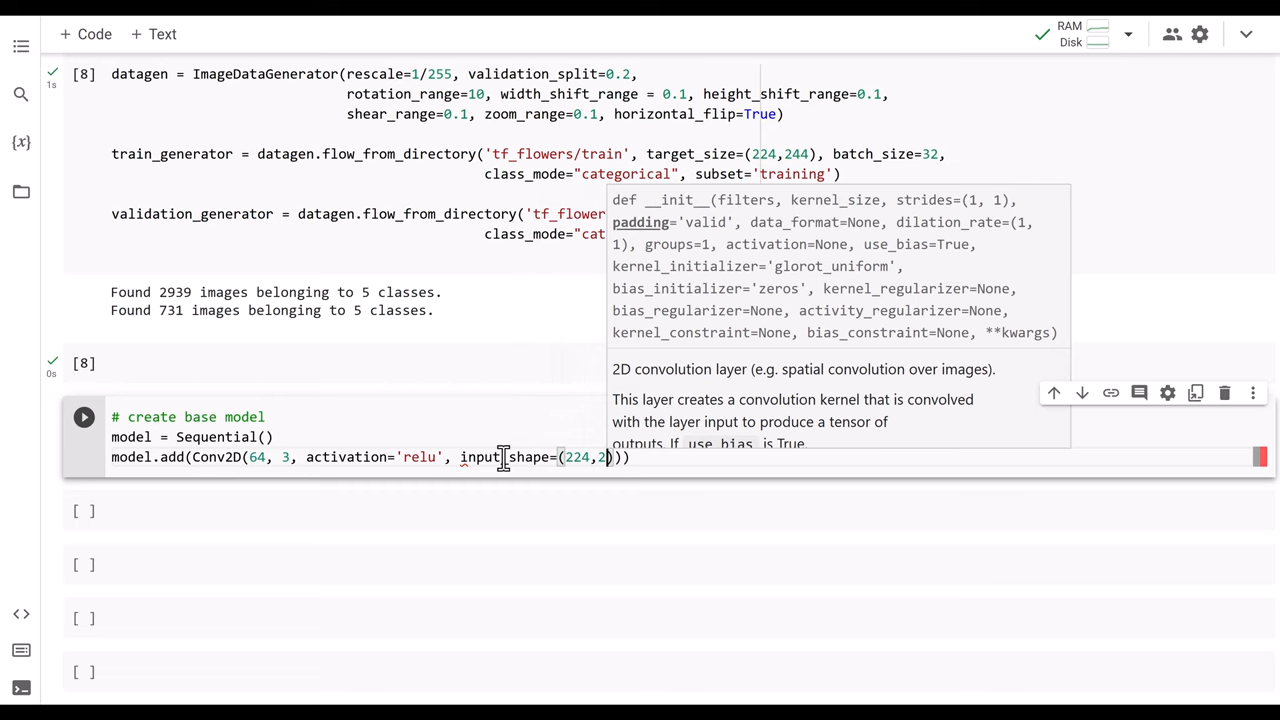 + Code + Text
RAM
Disk
[8] datagen = ImageDataGenerator(rescale=1/255, validation_split=0.2,
1s
rotation_range=10, width_shift_range = 0.1, height_shift_range=0.1,
shear_range=0.1, zoom_range=0.1, horizontal_flip=True)
train_generator = datagen.flow_from_directory('tf_flowers/train', target_size=(224,244), batch_size=32,
class_mode="categorical", subset='training')
validation_generator = datagen.flow_from_directory('tf_flower
class_mode="cat
def __init__(filters, kernel_size, strides=(1, 1),
padding='valid', data_format=None, dilation_rate=(1,
1), groups=1, activation=None, use_bias=True,
kernel_initializer='glorot_uniform',
bias_initializer='zeros', kernel_regularizer=None,
bias_regularizer=None, activity_regularizer=None,
kernel_constraint=None, bias_constraint=None, **kwargs)
2D convolution layer (e.g. spatial convolution over images).
This layer creates a convolution kernel that is convolved
with the layer input to produce a tensor of
outputs. If use_bias is True.
Found 2939 images belonging to 5 classes.
Found 731 images belonging to 5 classes.
[8]
0s
# create base model
model = Sequential()
model.add(Conv2D(64, 3, activation='relu', input_shape=(224,2)))
[ ]
[ ]
[ ]
[ ]